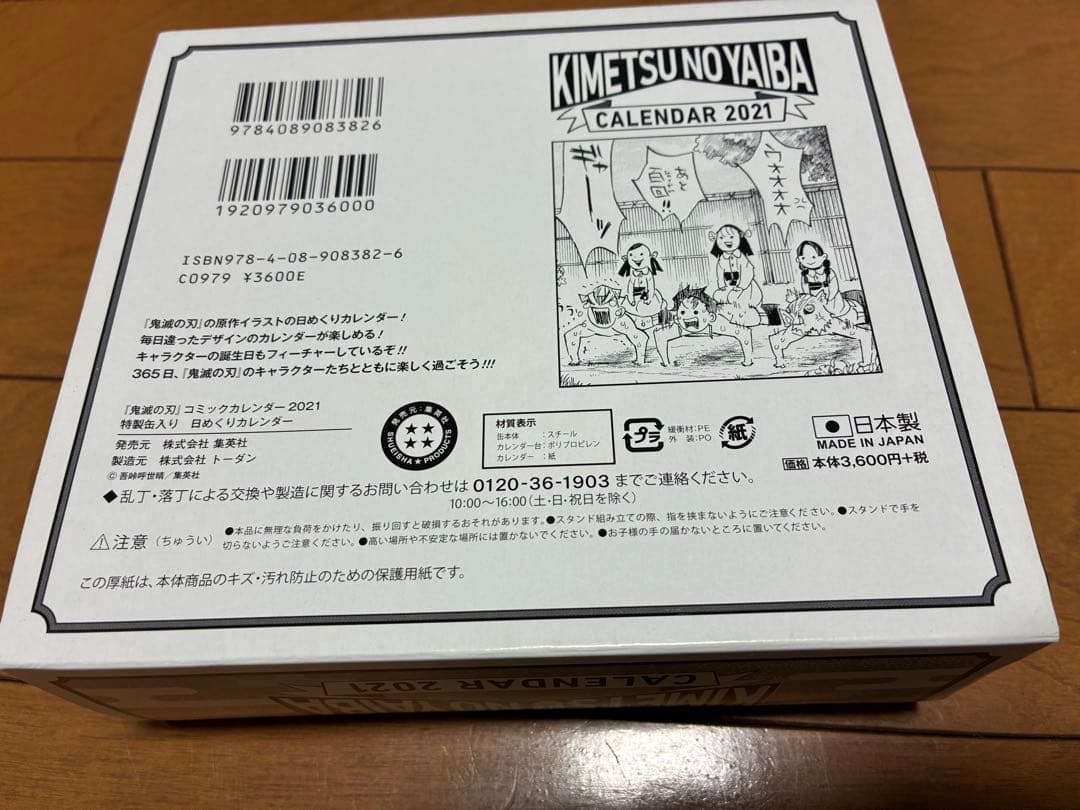 9784089083826
1920979036000
ISBN978-4-08-908382-6
C0979 ¥3600E
『鬼滅の刃』の原作イラストの日めくりカレンダー!
毎日違ったデザインのカレンダーが楽しめる!
キャラクターの誕生日もフィーチャーしているぞ!!
365日、『鬼滅の刃』のキャラクターたちとともに楽しく過ごそう!!!
KIMETSU NO YAIBA
CALENDAR 2021
ギャーーッ
あと
百回!!
ウオオオオ
『鬼滅の刃』コミックカレンダー2021
特製缶入り 日めくりカレンダー
発売元 株式会社 集英社
製造元 株式会社 トーダン
©吾峠呼世晴/集英社
発売元:集英社
SHUEISHA ★ PRODUCTS
材質表示
缶本体 :スチール
カレンダー台:ポリプロピレン
カレンダー :紙
プラ
緩衝材:PE
外 装:PO
紙
日本製
MADE IN JAPAN
価格 本体3,600円+税
◆乱丁・落丁による交換や製造に関するお問い合わせは 0120-36-1903 までご連絡ください。
10:00〜16:00(土・日・祝日を除く)
⚠注意(ちゅうい)
●本品に無理な負荷をかけたり、振り回すと破損するおそれがあります。●スタンド組み立ての際、指を挟まないようにご注意ください。●スタンドで手を
切らないようご注意ください。●高い場所や不安定な場所には置かないでください。●お子様の手の届かないところに置いてください。
この厚紙は、本体商品のキズ・汚れ防止のための保護用紙です。
CALENDAR 2021
KIMETSU NO YAIBA